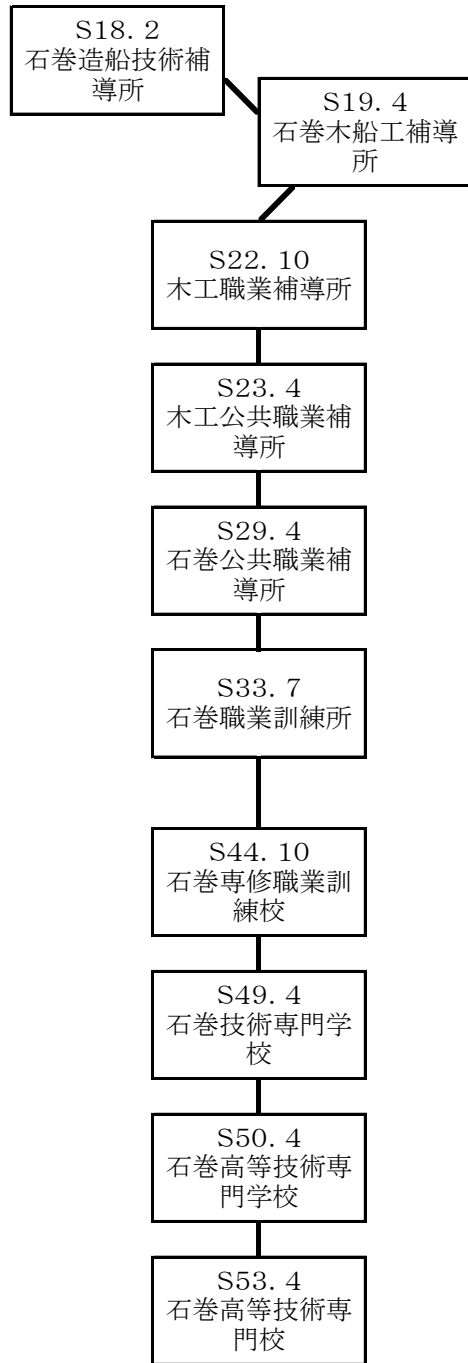 S18.2
石巻造船技術補
導所
S19.4
石巻木船工補導
所
S22.10
木工職業補導所
S23.4
木工公共職業補
導所
S29.4
石巻公共職業補
導所
S33.7
石巻職業訓練所
S44.10
石巻専修職業訓
練校
S49.4
石巻技術専門学
校
S50.4
石巻高等技術専
門学校
S53.4
石巻高等技術専
門校